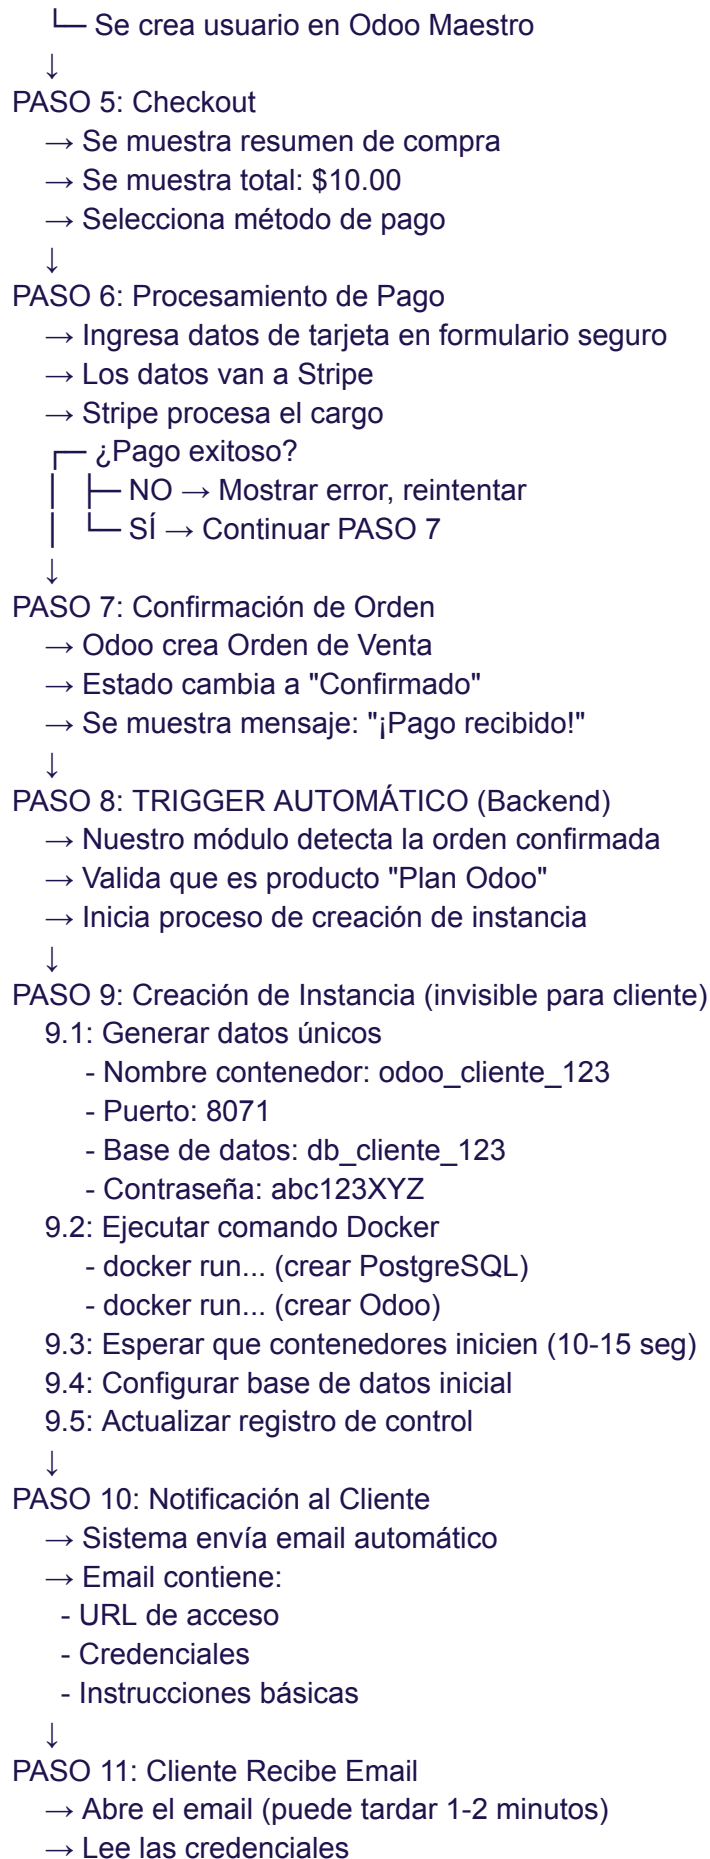 └─ Se crea usuario en Odoo Maestro
↓
PASO 5: Checkout
→ Se muestra resumen de compra
→ Se muestra total: $10.00
→ Selecciona método de pago
↓
PASO 6: Procesamiento de Pago
→ Ingresa datos de tarjeta en formulario seguro
→ Los datos van a Stripe
→ Stripe procesa el cargo
┌─ ¿Pago exitoso?
│ ├─ NO → Mostrar error, reintentar
│ └─ SÍ → Continuar PASO 7
↓
PASO 7: Confirmación de Orden
→ Odoo crea Orden de Venta
→ Estado cambia a "Confirmado"
→ Se muestra mensaje: "¡Pago recibido!"
↓
PASO 8: TRIGGER AUTOMÁTICO (Backend)
→ Nuestro módulo detecta la orden confirmada
→ Valida que es producto "Plan Odoo"
→ Inicia proceso de creación de instancia
↓
PASO 9: Creación de Instancia (invisible para cliente)
9.1: Generar datos únicos
- Nombre contenedor: odoo_cliente_123
- Puerto: 8071
- Base de datos: db_cliente_123
- Contraseña: abc123XYZ
9.2: Ejecutar comando Docker
- docker run... (crear PostgreSQL)
- docker run... (crear Odoo)
9.3: Esperar que contenedores inicien (10-15 seg)
9.4: Configurar base de datos inicial
9.5: Actualizar registro de control
↓
PASO 10: Notificación al Cliente
→ Sistema envía email automático
→ Email contiene:
- URL de acceso
- Credenciales
- Instrucciones básicas
↓
PASO 11: Cliente Recibe Email
→ Abre el email (puede tardar 1-2 minutos)
→ Lee las credenciales